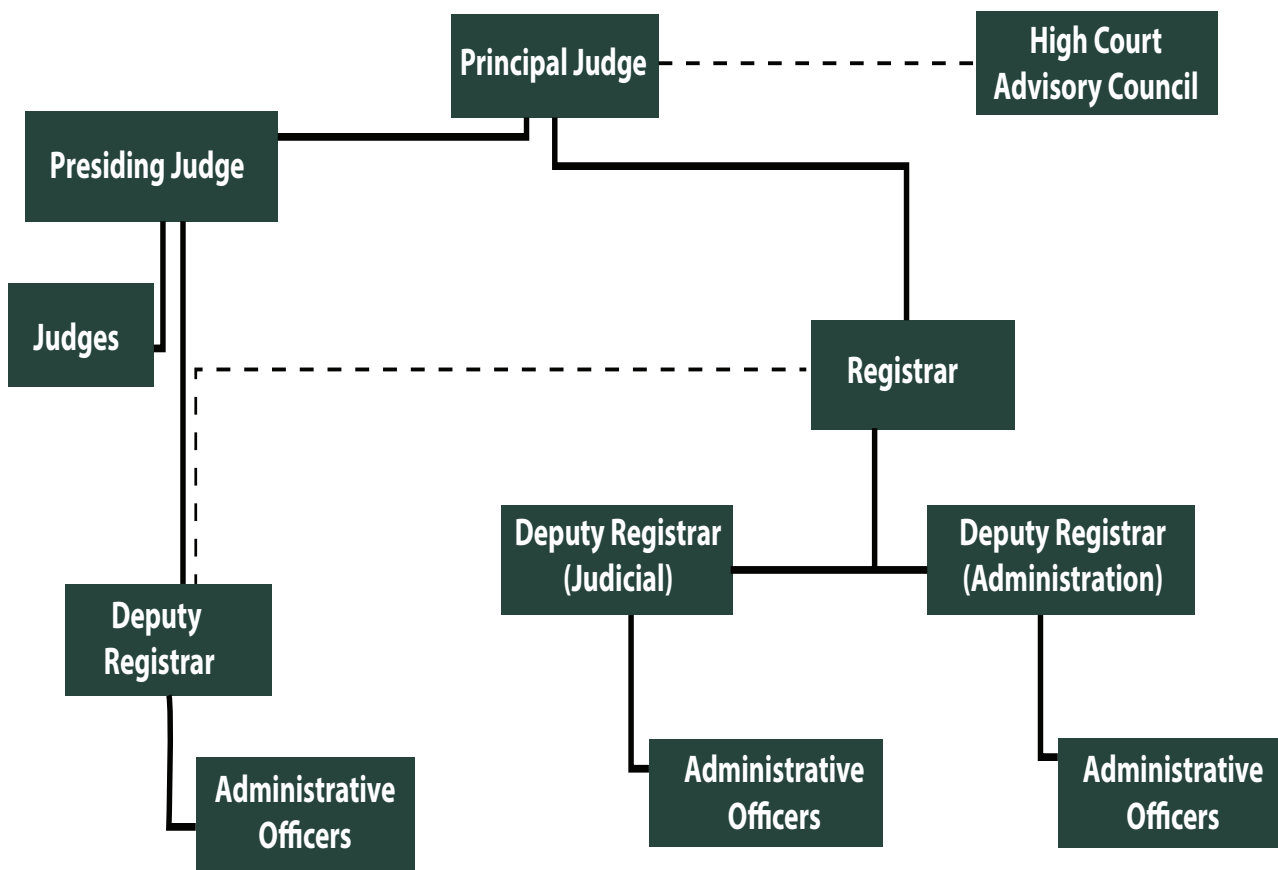 Principal Judge
High Court
Advisory Council
Presiding Judge
Judges
Registrar
Deputy Registrar
(Judicial)
Deputy Registrar
(Administration)
Deputy
Registrar
Administrative
Officers
Administrative
Officers
Administrative
Officers